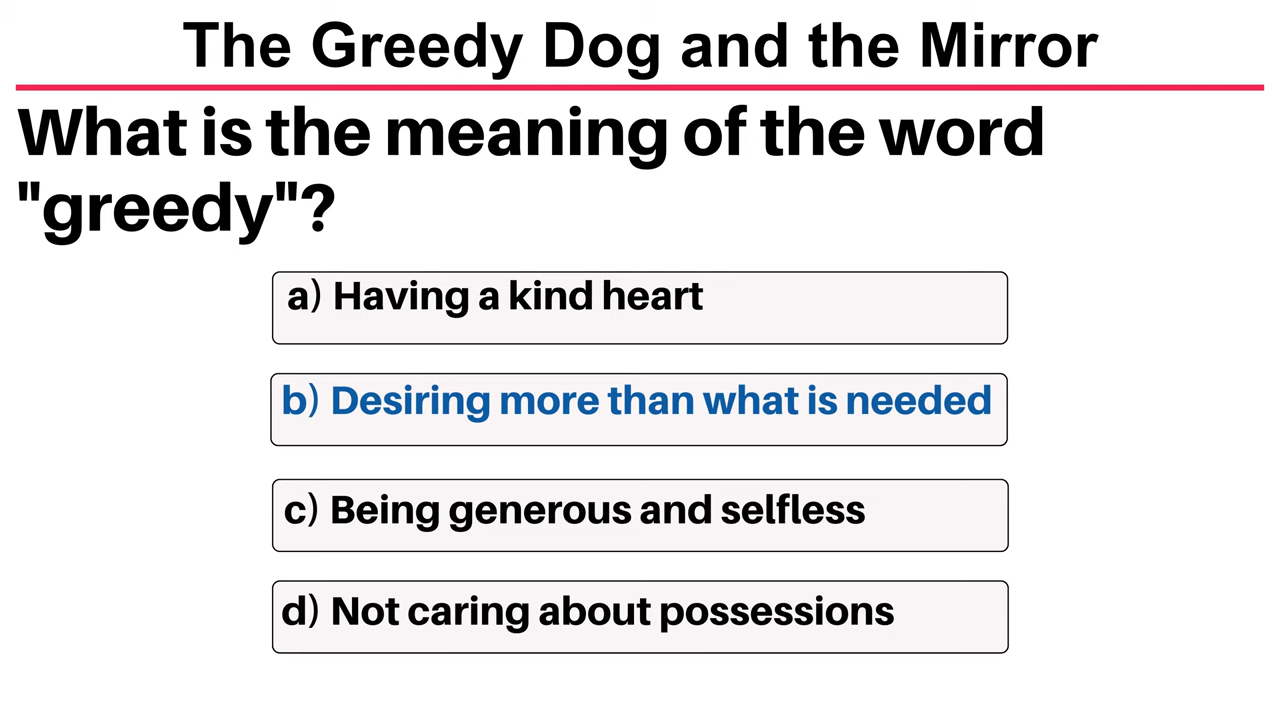 The Greedy Dog and the Mirror
What is the meaning of the word
"greedy"?
a) Having a kind heart
b) Desiring more than what is needed
c) Being generous and selfless
d) Not caring about possessions